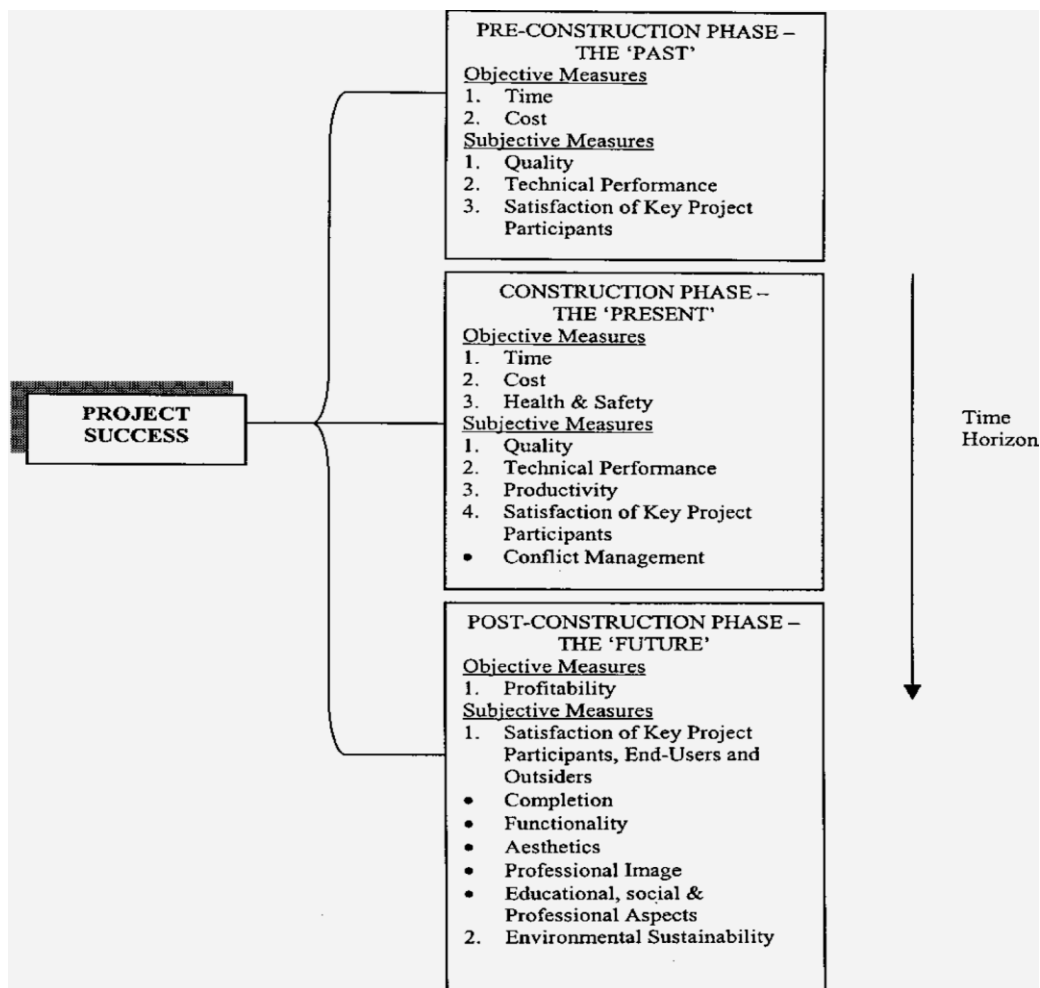 PRE-CONSTRUCTION PHASE –
THE ‘PAST’
Objective Measures
1. Time
2. Cost
Subjective Measures
1. Quality
2. Technical Performance
3. Satisfaction of Key Project
Participants
CONSTRUCTION PHASE –
THE ‘PRESENT’
Objective Measures
1. Time
2. Cost
3. Health & Safety
Subjective Measures
1. Quality
2. Technical Performance
3. Productivity
4. Satisfaction of Key Project
Participants
• Conflict Management
PROJECT
SUCCESS
Time
Horizon
POST-CONSTRUCTION PHASE –
THE ‘FUTURE’
Objective Measures
1. Profitability
Subjective Measures
1. Satisfaction of Key Project
Participants, End-Users and
Outsiders
• Completion
• Functionality
• Aesthetics
• Professional Image
• Educational, social &
Professional Aspects
2. Environmental Sustainability